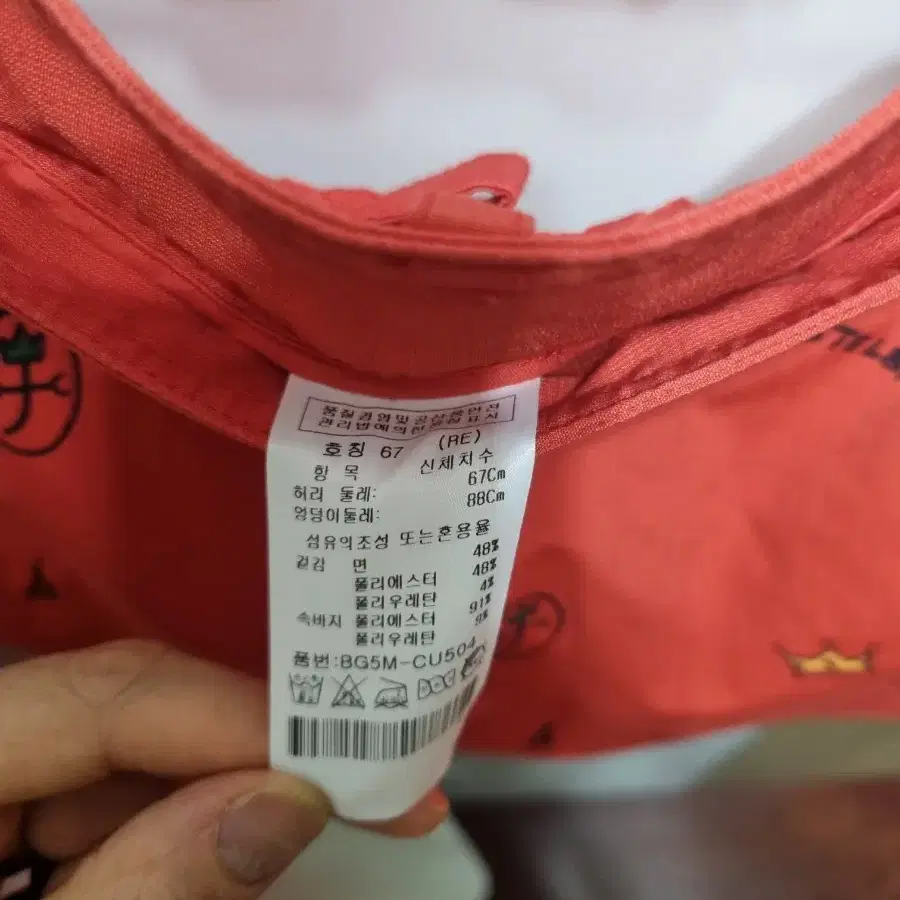 품질경영및공산품안전
관리법에의한품질표시
호칭 67 (RE)
항 목 신체치수
허리 둘레: 67Cm
엉덩이둘레: 88Cm
섬유의조성 또는혼용율
겉감 면 48%
폴리에스터 48%
폴리우레탄 4%
속바지 폴리에스터 91%
폴리우레탄 9%
품번:BG5M-CU504